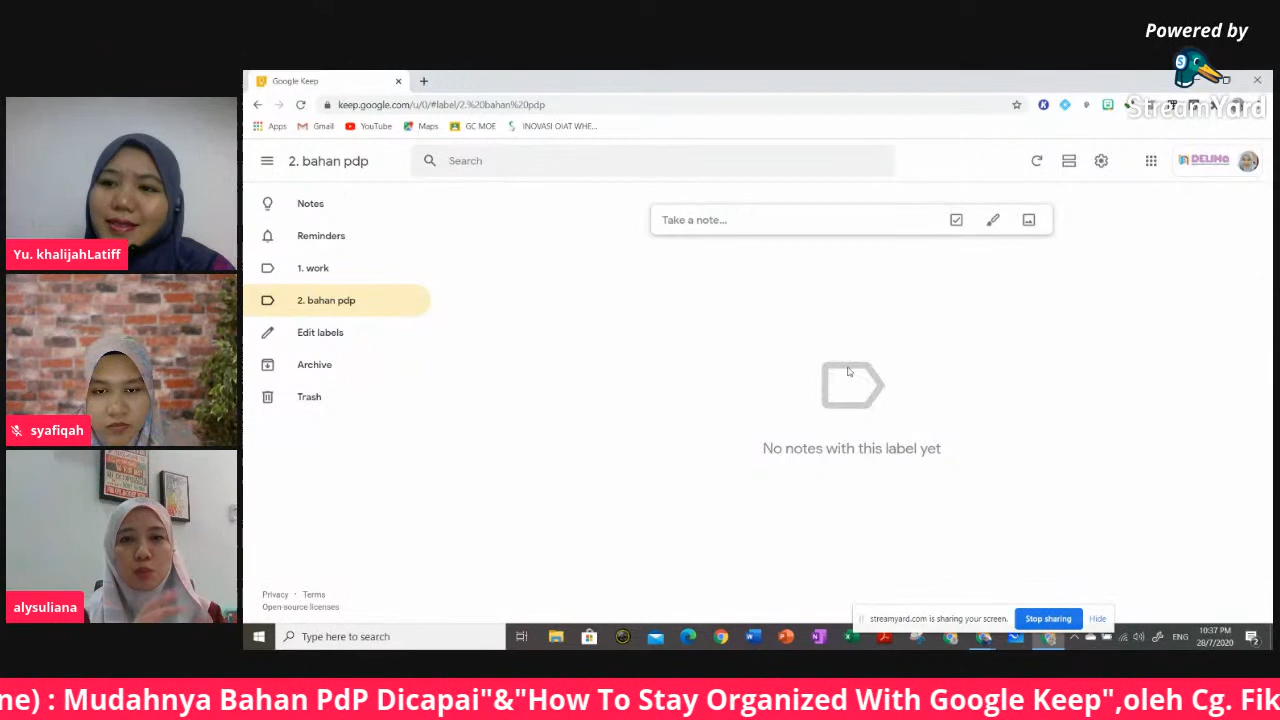 Powered by
StreamYard
Google Keep
keep.google.com/u/0/#label/2.%20bahan%20pdp
Apps
Gmail
YouTube
Maps
GC MOE
INOVASI OIAT WHE...
2. bahan pdp
Search
DELIMa
Notes
Reminders
1. work
2. bahan pdp
Edit labels
Archive
Trash
Take a note...
No notes with this label yet
Privacy · Terms
Open-source licenses
streamyard.com is sharing your screen.
Stop sharing
Hide
Type here to search
ENG
10:37 PM
28/7/2020
Yu. khalijahLatiff
syafiqah
alysuliana
ne) : Mudahnya Bahan PdP Dicapai"&"How To Stay Organized With Google Keep",oleh Cg. Fik